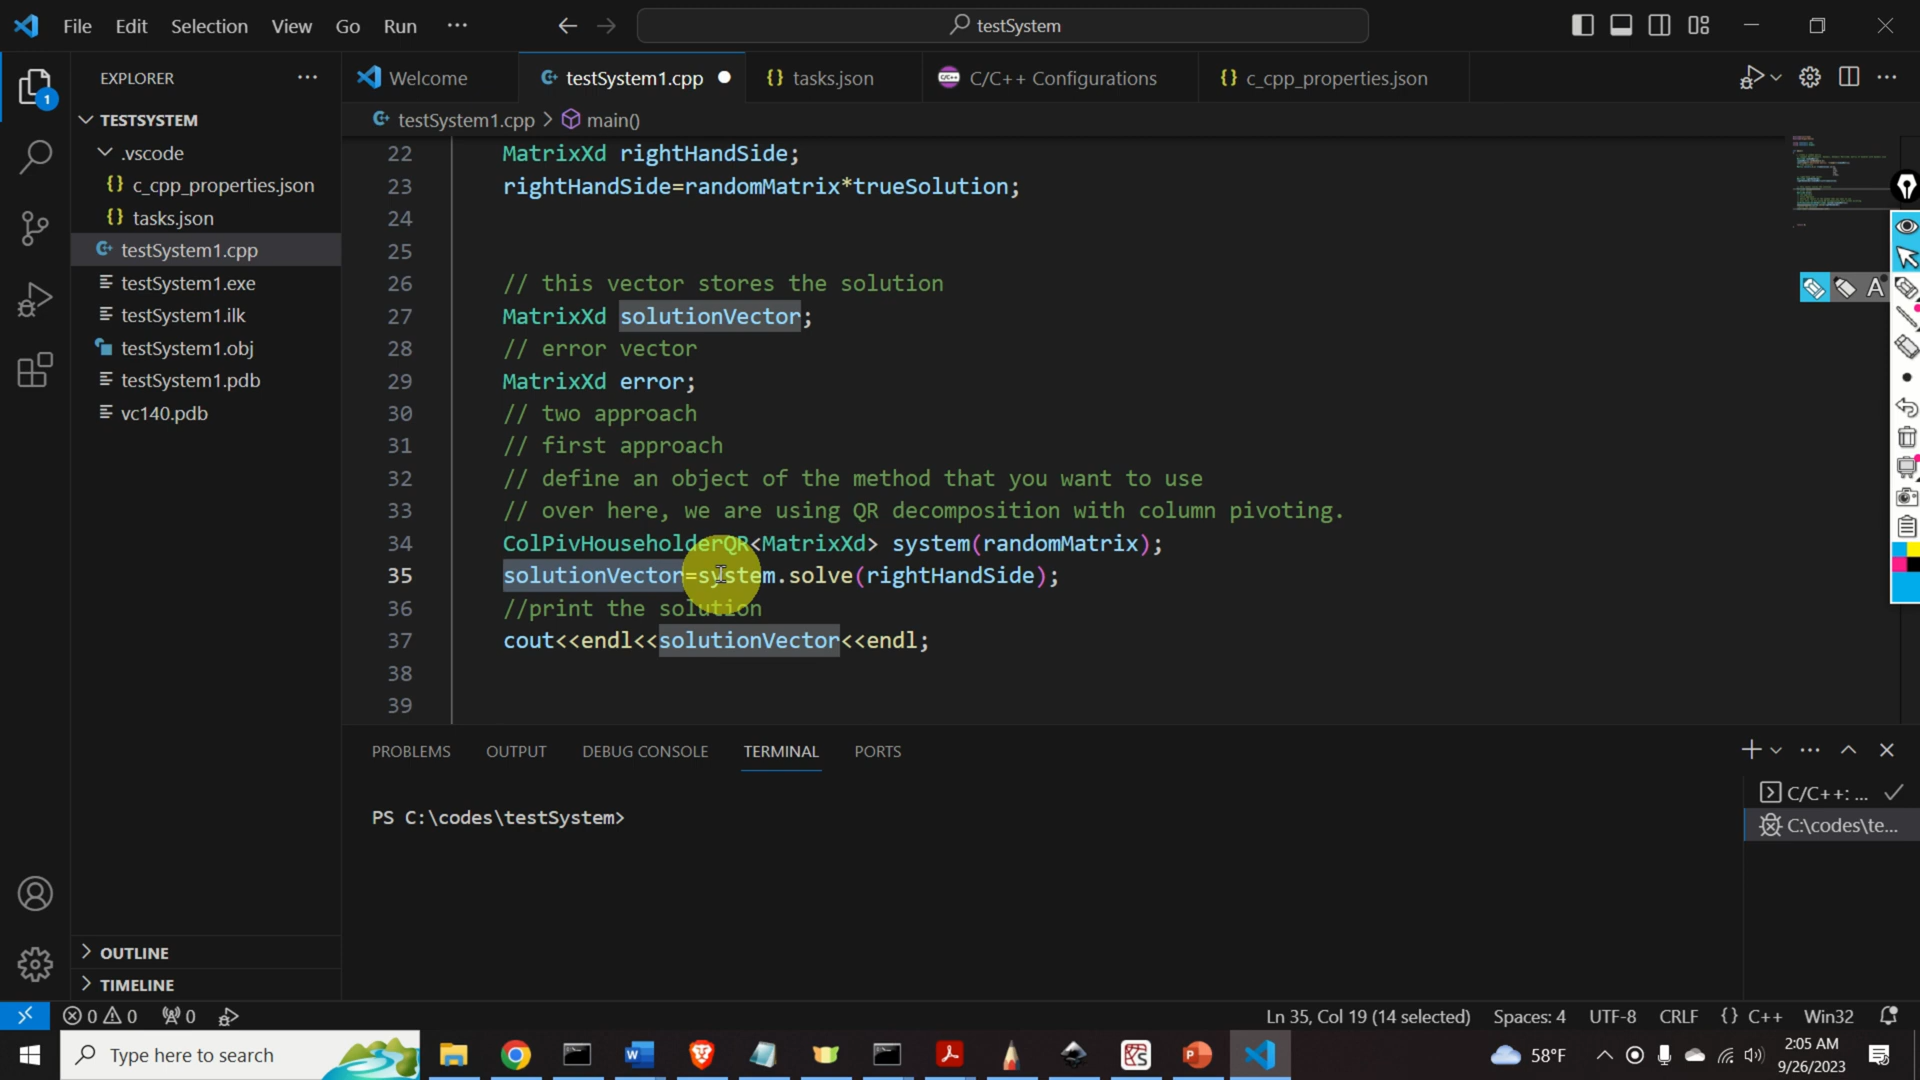 File Edit Selection View Go Run ··· testSystem
EXPLORER
Welcome testSystem1.cpp tasks.json C/C++ Configurations c_cpp_properties.json
1
TESTSYSTEM
testSystem1.cpp > main()
.vscode
c_cpp_properties.json
tasks.json
testSystem1.cpp
testSystem1.exe
testSystem1.ilk
testSystem1.obj
testSystem1.pdb
vc140.pdb
22 MatrixXd rightHandSide;
23 rightHandSide=randomMatrix*trueSolution;
24
25
26 // this vector stores the solution
27 MatrixXd solutionVector;
28 // error vector
29 MatrixXd error;
30 // two approach
31 // first approach
32 // define an object of the method that you want to use
33 // over here, we are using QR decomposition with column pivoting.
34 ColPivHouseholderQR<MatrixXd> system(randomMatrix);
35 solutionVector=system.solve(rightHandSide);
36 //print the solution
37 cout<<endl<<solutionVector<<endl;
38
39
A
PROBLEMS OUTPUT DEBUG CONSOLE TERMINAL PORTS
C/C++: ...
C:\codes\te...
PS C:\codes\testSystem>
OUTLINE
TIMELINE
0 0 0 Ln 35, Col 19 (14 selected) Spaces: 4 UTF-8 CRLF {} C++ Win32
Type here to search 58°F 2:05 AM
9/26/2023